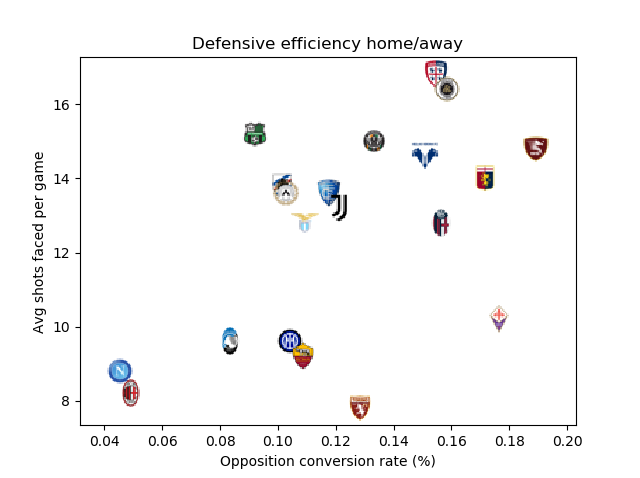 Defensive efficiency home/away
Avg shots faced per game
16
14
12
10
8
0.04 0.06 0.08 0.10 0.12 0.14 0.16 0.18 0.20
Opposition conversion rate (%)
N